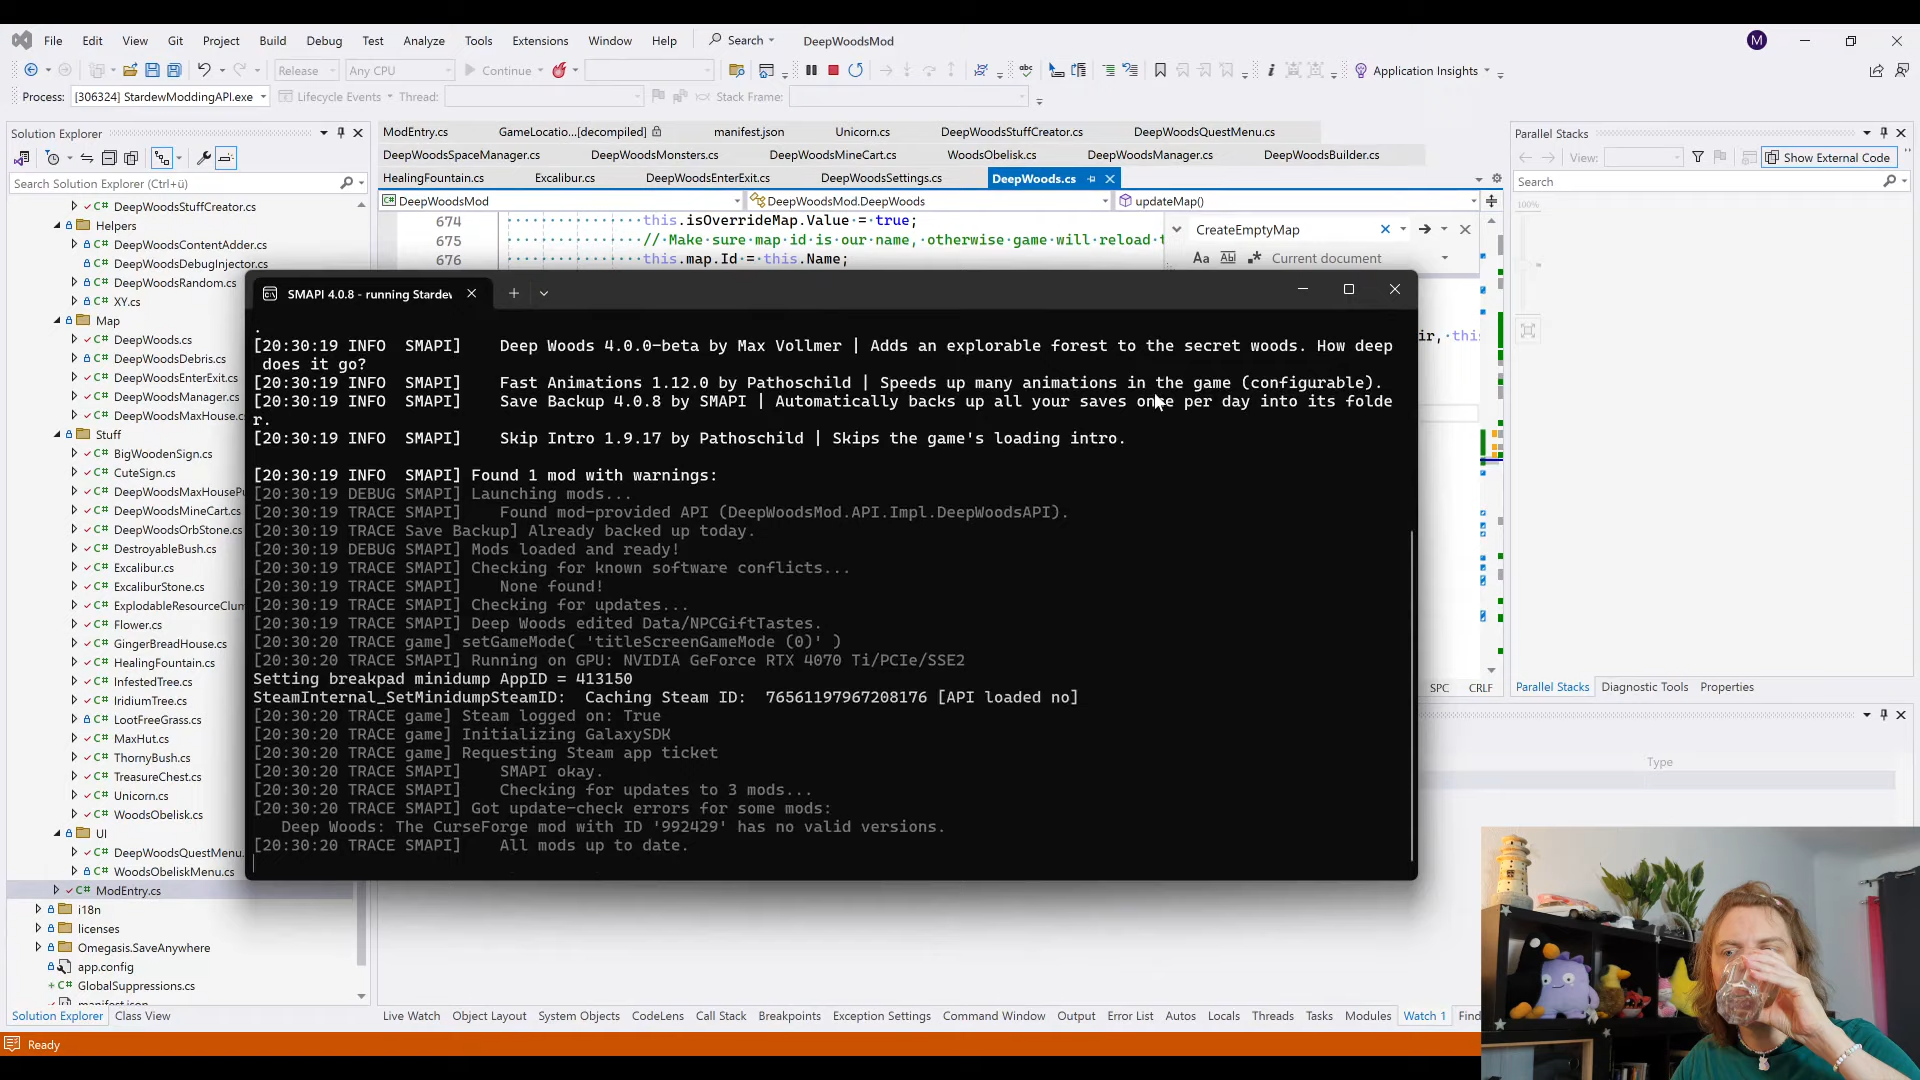 File Edit View Git Project Build Debug Test Analyze Tools Extensions Window Help Search DeepWoodsMod M
Release Any CPU Continue Application Insights
Process: [306324] StardewModdingAPI.exe Lifecycle Events Thread: Stack Frame:
Solution Explorer
Search Solution Explorer (Ctrl+ü)
DeepWoodsStuffCreator.cs
Helpers
DeepWoodsContentAdder.cs
DeepWoodsDebugInjector.cs
DeepWoodsRandom.cs
XY.cs
Map
DeepWoods.cs
DeepWoodsDebris.cs
DeepWoodsEnterExit.cs
DeepWoodsManager.cs
DeepWoodsMaxHouse.c
Stuff
BigWoodenSign.cs
CuteSign.cs
DeepWoodsMaxHousePu
DeepWoodsMineCart.cs
DeepWoodsOrbStone.cs
DestroyableBush.cs
Excalibur.cs
ExcaliburStone.cs
ExplodableResourceClum
Flower.cs
GingerBreadHouse.cs
HealingFountain.cs
InfestedTree.cs
IridiumTree.cs
LootFreeGrass.cs
MaxHut.cs
ThornyBush.cs
TreasureChest.cs
Unicorn.cs
WoodsObelisk.cs
UI
DeepWoodsQuestMenu.
WoodsObeliskMenu.cs
ModEntry.cs
i18n
licenses
Omegasis.SaveAnywhere
app.config
GlobalSuppressions.cs
manifest.json
Solution Explorer Class View
ModEntry.cs GameLocatio...[decompiled] manifest.json Unicorn.cs DeepWoodsStuffCreator.cs DeepWoodsQuestMenu.cs
DeepWoodsSpaceManager.cs DeepWoodsMonsters.cs DeepWoodsMineCart.cs WoodsObelisk.cs DeepWoodsManager.cs DeepWoodsBuilder.cs
HealingFountain.cs Excalibur.cs DeepWoodsEnterExit.cs DeepWoodsSettings.cs DeepWoods.cs
DeepWoodsMod DeepWoodsMod.DeepWoods updateMap()
674 this.isOverrideMap.Value = true;
675 // Make sure map id is our name, otherwise game will reload t
676 this.map.Id = this.Name;
CreateEmptyMap
Aa Ab Current document
ir, this
SPC CRLF
SMAPI 4.0.8 - running Stardev
.
[20:30:19 INFO SMAPI] Deep Woods 4.0.0-beta by Max Vollmer | Adds an explorable forest to the secret woods. How deep
does it go?
[20:30:19 INFO SMAPI] Fast Animations 1.12.0 by Pathoschild | Speeds up many animations in the game (configurable).
[20:30:19 INFO SMAPI] Save Backup 4.0.8 by SMAPI | Automatically backs up all your saves once per day into its folde
r.
[20:30:19 INFO SMAPI] Skip Intro 1.9.17 by Pathoschild | Skips the game's loading intro.
[20:30:19 INFO SMAPI] Found 1 mod with warnings:
[20:30:19 DEBUG SMAPI] Launching mods...
[20:30:19 TRACE SMAPI] Found mod-provided API (DeepWoodsMod.API.Impl.DeepWoodsAPI).
[20:30:19 TRACE Save Backup] Already backed up today.
[20:30:19 DEBUG SMAPI] Mods loaded and ready!
[20:30:19 TRACE SMAPI] Checking for known software conflicts...
[20:30:19 TRACE SMAPI] None found!
[20:30:19 TRACE SMAPI] Checking for updates...
[20:30:19 TRACE SMAPI] Deep Woods edited Data/NPCGiftTastes.
[20:30:19 TRACE game] setGameMode( 'titleScreenGameMode (0)' )
[20:30:19 TRACE SMAPI] Running on GPU: NVIDIA GeForce RTX 4070 Ti/PCIe/SSE2
Setting breakpad minidump AppID = 413150
SteamInternal_SetMinidumpSteamID: Caching Steam ID: 76561197967208176 [API loaded no]
[20:30:20 TRACE game] Steam logged on: True
[20:30:20 TRACE game] Initializing GalaxySDK
[20:30:20 TRACE game] Requesting Steam app ticket
[20:30:20 TRACE SMAPI] SMAPI okay.
[20:30:20 TRACE SMAPI] Checking for updates to 3 mods...
[20:30:20 TRACE SMAPI] Got update-check errors for some mods:
Deep Woods: The CurseForge mod with ID '992429' has no valid versions.
[20:30:20 TRACE SMAPI] All mods up to date.
Parallel Stacks
View: Show External Code
Search
100%
Parallel Stacks Diagnostic Tools Properties
Type
Live Watch Object Layout System Objects CodeLens Call Stack Breakpoints Exception Settings Command Window Output Error List Autos Locals Threads Tasks Modules Watch 1 Find
Ready